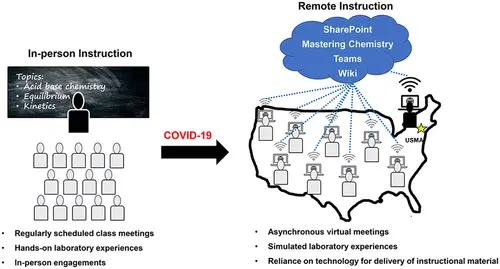 In-person Instruction
Topics:
• Acid base chemistry
• Equilibrium
• Kinetics
• Regularly scheduled class meetings
• Hands-on laboratory experiences
• In-person engagements
COVID-19
Remote Instruction
SharePoint
Mastering Chemistry
Teams
Wiki
USMA
• Asynchronous virtual meetings
• Simulated laboratory experiences
• Reliance on technology for delivery of instructional material